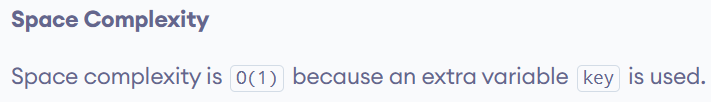 Space Complexity
Space complexity is O(1) because an extra variable key is used.